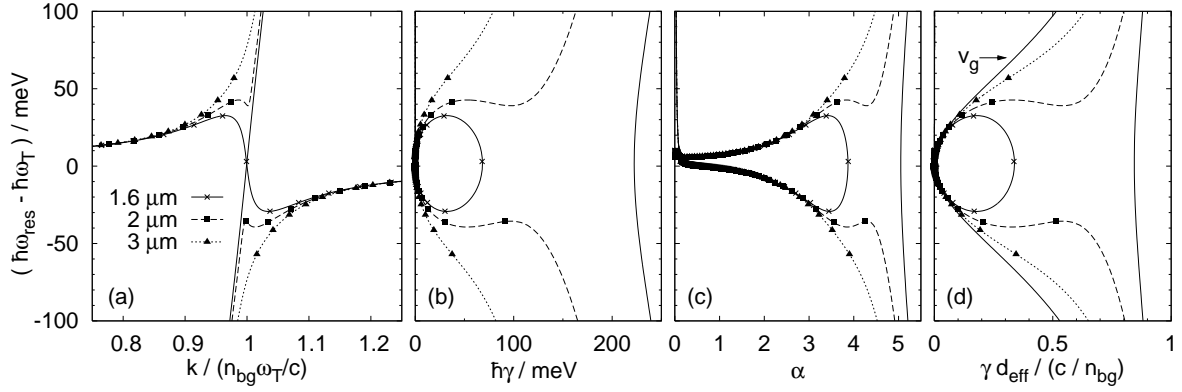 ( ħω_res - ħω_T ) / meV
100
50
0
-50
-100
1.6 μm
2 μm
3 μm
(a)
(b)
(c)
(d)
v_g
0.8 0.9 1 1.1 1.2
0 100 200
0 1 2 3 4 5
0 0.5 1
k / (n_bg ω_T/c)
ħγ / meV
α
γ d_eff / (c / n_bg)